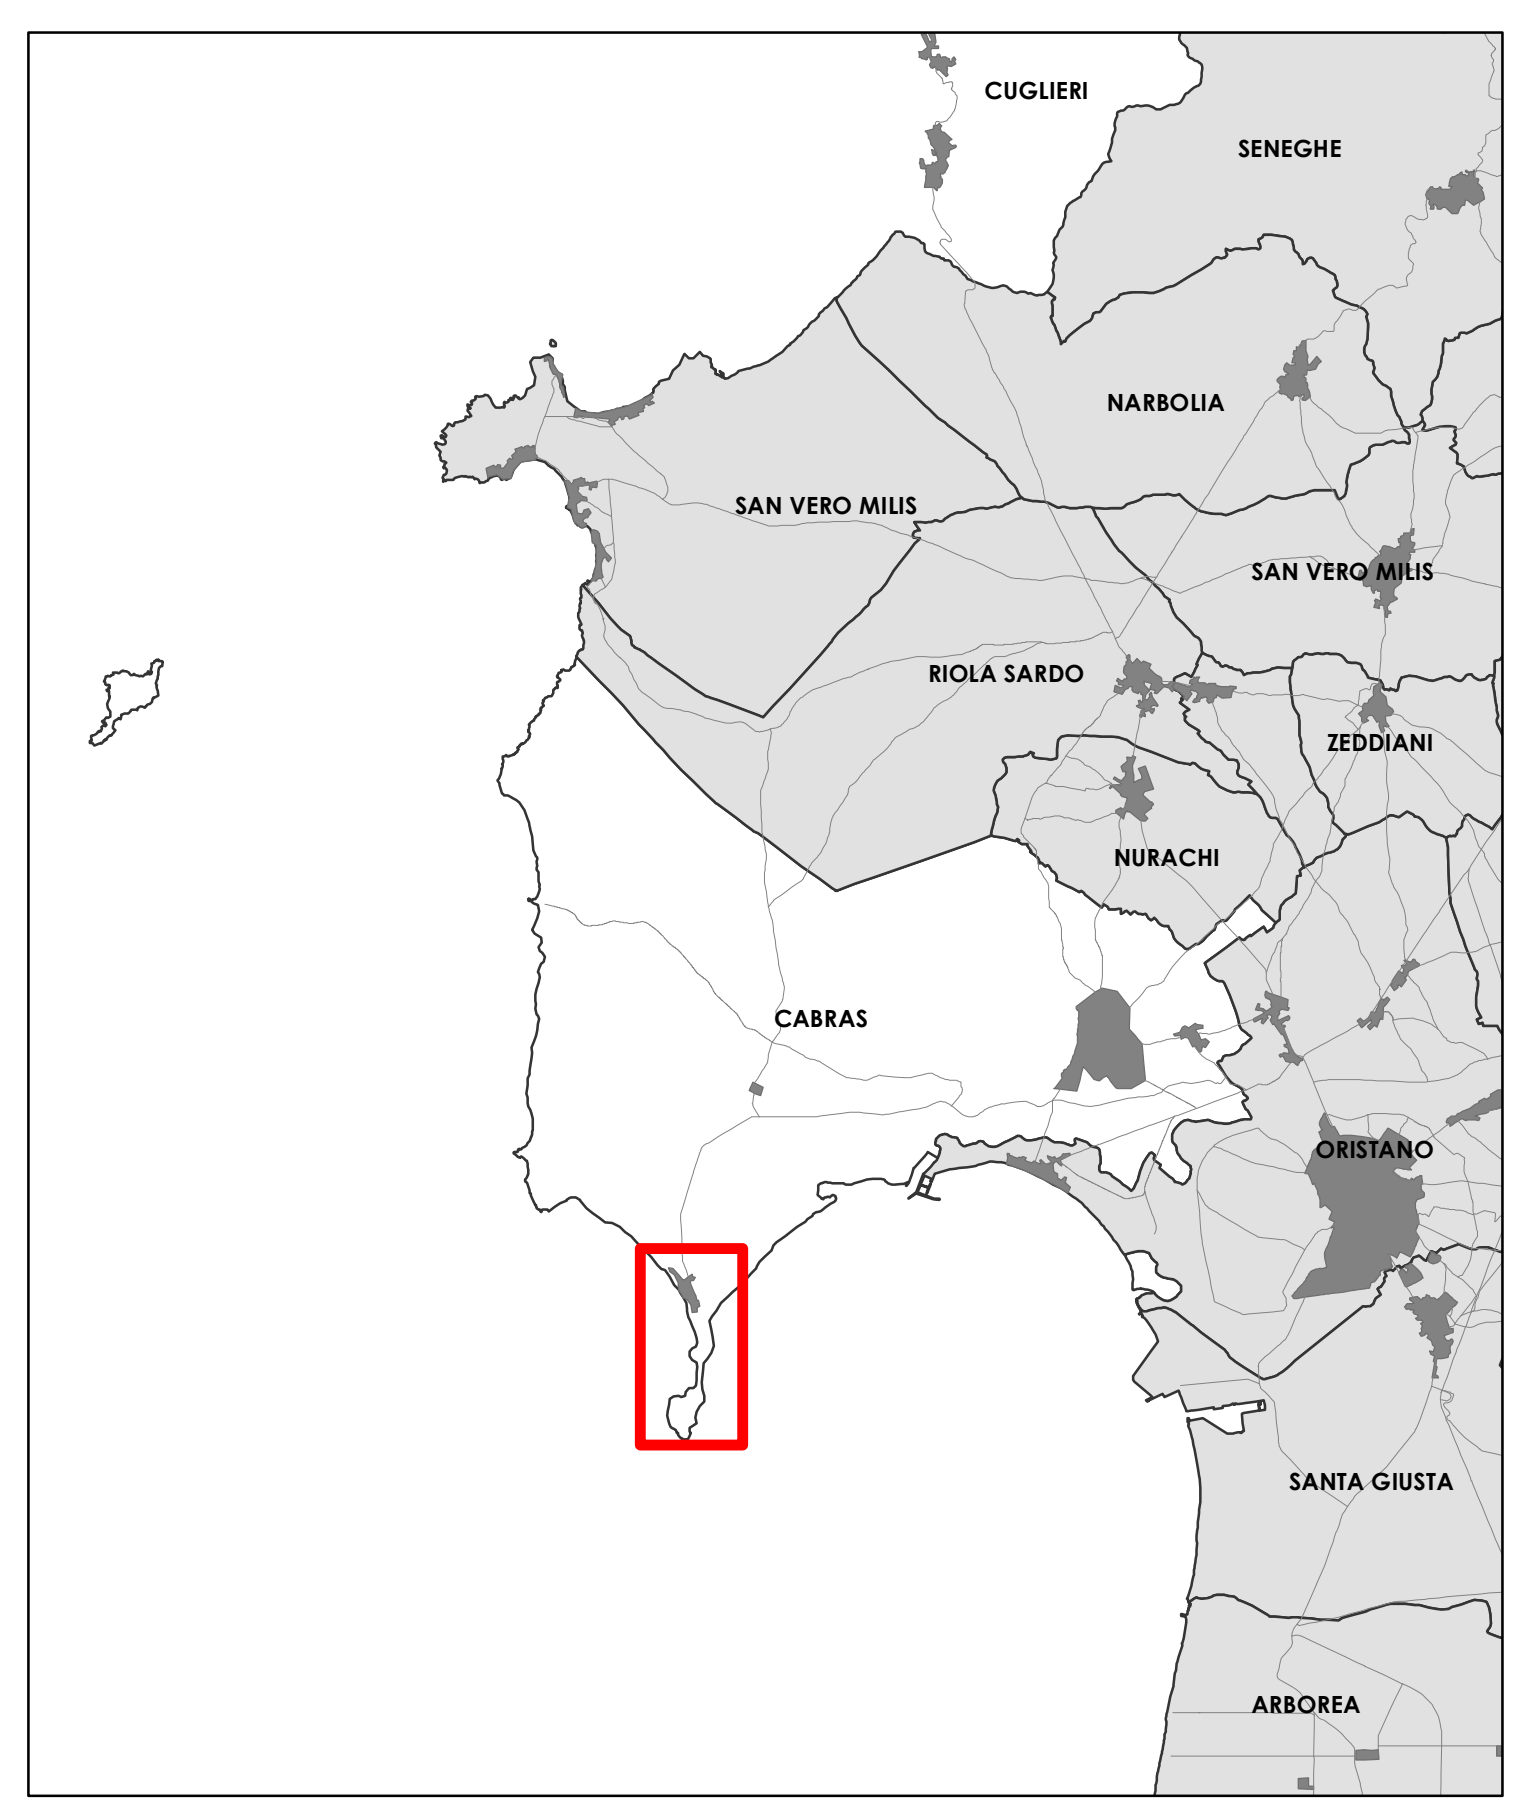 CUGLIERI
SENEGHE
NARBOLIA
SAN VERO MILIS
SAN VERO MILIS
RIOLA SARDO
ZEDDIANI
NURACHI
CABRAS
ORISTANO
SANTA GIUSTA
ARBOREA